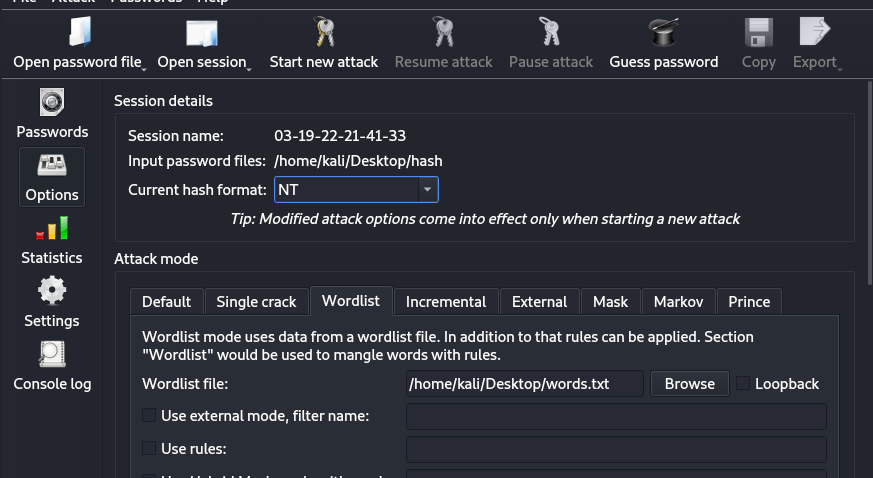 File Attack Passwords Help
Open password file Open session Start new attack Resume attack Pause attack Guess password Copy Export
Passwords
Options
Statistics
Settings
Console log
Session details
Session name: 03-19-22-21-41-33
Input password files: /home/kali/Desktop/hash
Current hash format: NT
Tip: Modified attack options come into effect only when starting a new attack
Attack mode
Default Single crack Wordlist Incremental External Mask Markov Prince
Wordlist mode uses data from a wordlist file. In addition to that rules can be applied. Section
"Wordlist" would be used to mangle words with rules.
Wordlist file: /home/kali/Desktop/words.txt Browse Loopback
Use external mode, filter name:
Use rules: